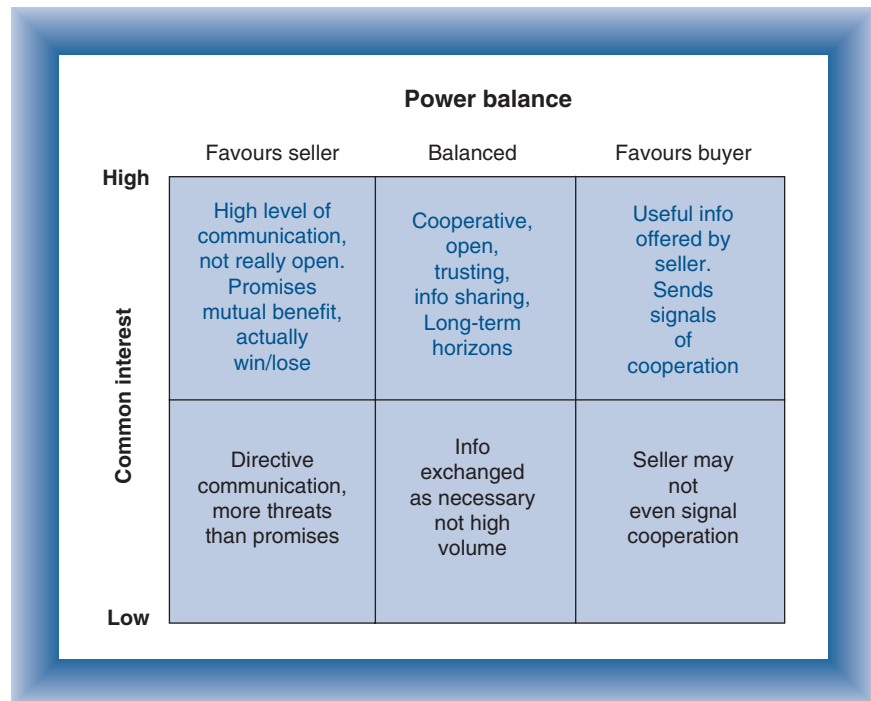 Power balance
Favours seller
Balanced
Favours buyer
High
Common interest
Low
High level of
communication,
not really open.
Promises
mutual benefit,
actually
win/lose
Cooperative,
open,
trusting,
info sharing,
Long-term
horizons
Useful info
offered by
seller.
Sends
signals
of
cooperation
Directive
communication,
more threats
than promises
Info
exchanged
as necessary
not high
volume
Seller may
not
even signal
cooperation